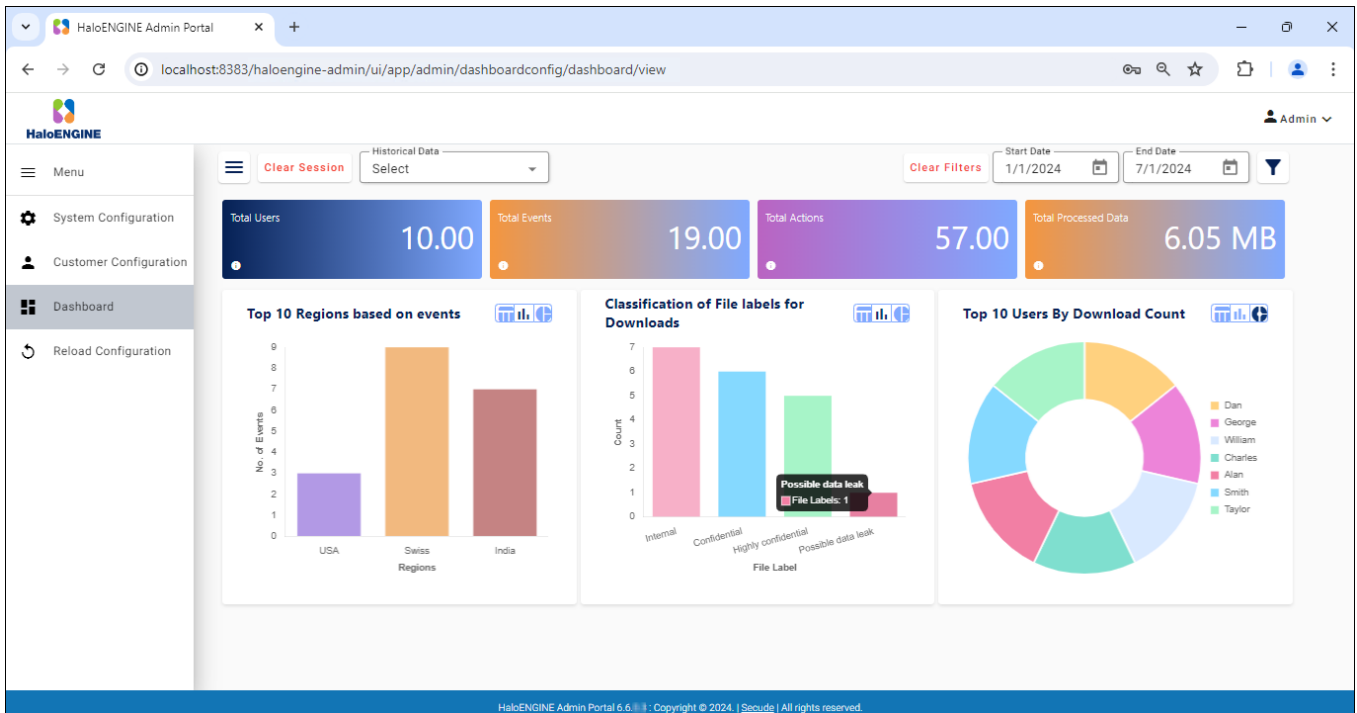 HaloENGINE Admin Portal
localhost:8383/haloengine-admin/ui/app/admin/dashboardconfig/dashboard/view
HaloENGINE
Admin
Menu
System Configuration
Customer Configuration
Dashboard
Reload Configuration
Clear Session
Historical Data
Select
Clear Filters
Start Date
1/1/2024
End Date
7/1/2024
Total Users
10.00
Total Events
19.00
Total Actions
57.00
Total Processed Data
6.05 MB
Top 10 Regions based on events
9
8
7
6
5
4
3
2
1
0
No. of Events
USA
Swiss
India
Regions
Classification of File labels for
Downloads
7
6
5
4
3
2
1
0
Count
Possible data leak
File Labels: 1
Internal
Confidential
Highly confidential
Possible data leak
File Label
Top 10 Users By Download Count
Dan
George
William
Charles
Alan
Smith
Taylor
HaloENGINE Admin Portal 6.6. : Copyright © 2024. | Secude | All rights reserved.